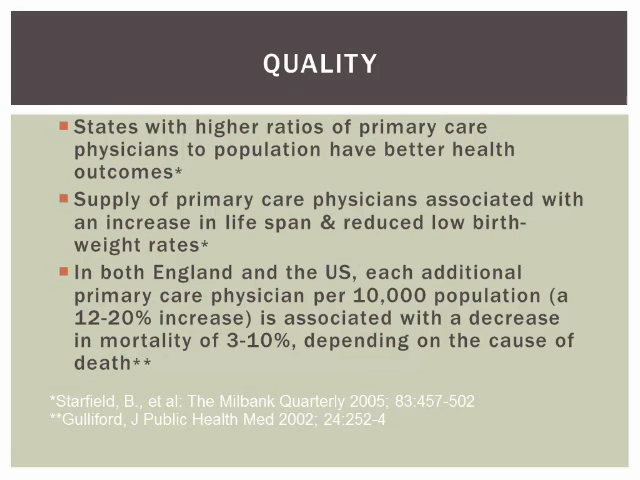 QUALITY
States with higher ratios of primary care
physicians to population have better health
outcomes*
Supply of primary care physicians associated with
an increase in life span & reduced low birth-
weight rates*
In both England and the US, each additional
primary care physician per 10,000 population (a
12-20% increase) is associated with a decrease
in mortality of 3-10%, depending on the cause of
death**
*Starfield, B., et al: The Milbank Quarterly 2005; 83:457-502
**Gulliford, J Public Health Med 2002; 24:252-4